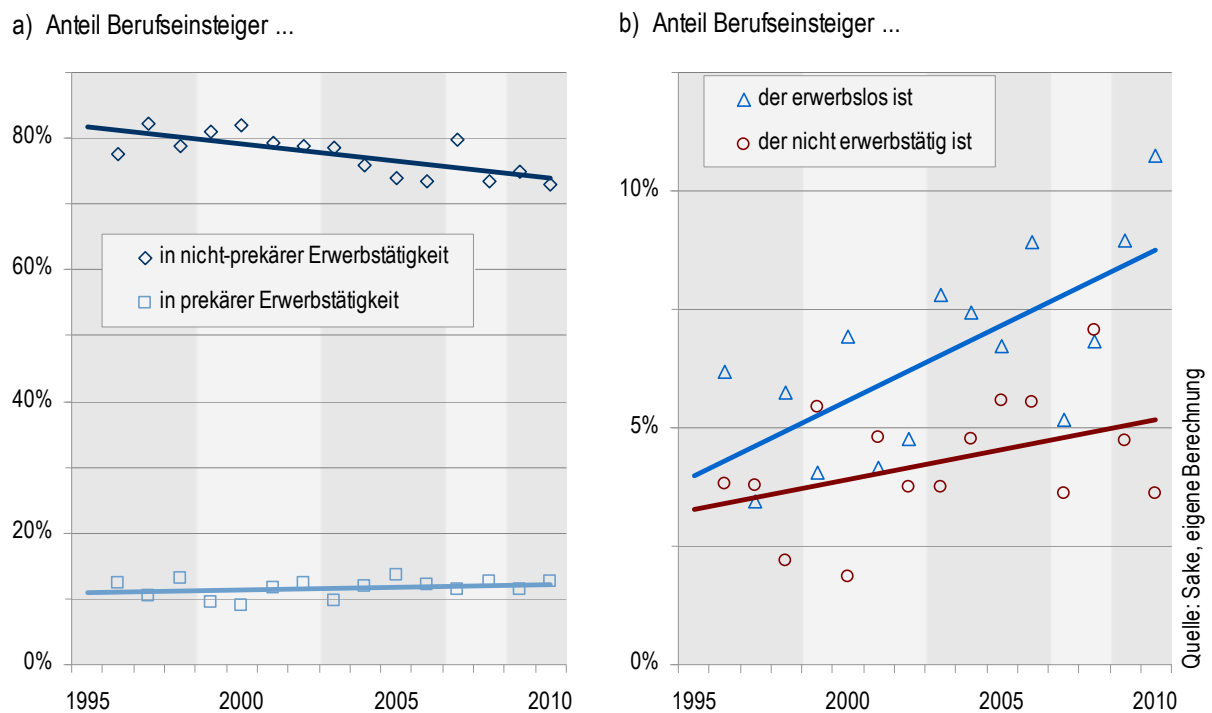 a) Anteil Berufseinsteiger ...
80%
60%
40%
20%
0%
in nicht-prekärer Erwerbstätigkeit
in prekärer Erwerbstätigkeit
1995 2000 2005 2010
b) Anteil Berufseinsteiger ...
10%
5%
0%
der erwerbslos ist
der nicht erwerbstätig ist
1995 2000 2005 2010
Quelle: Sake, eigene Berechnung